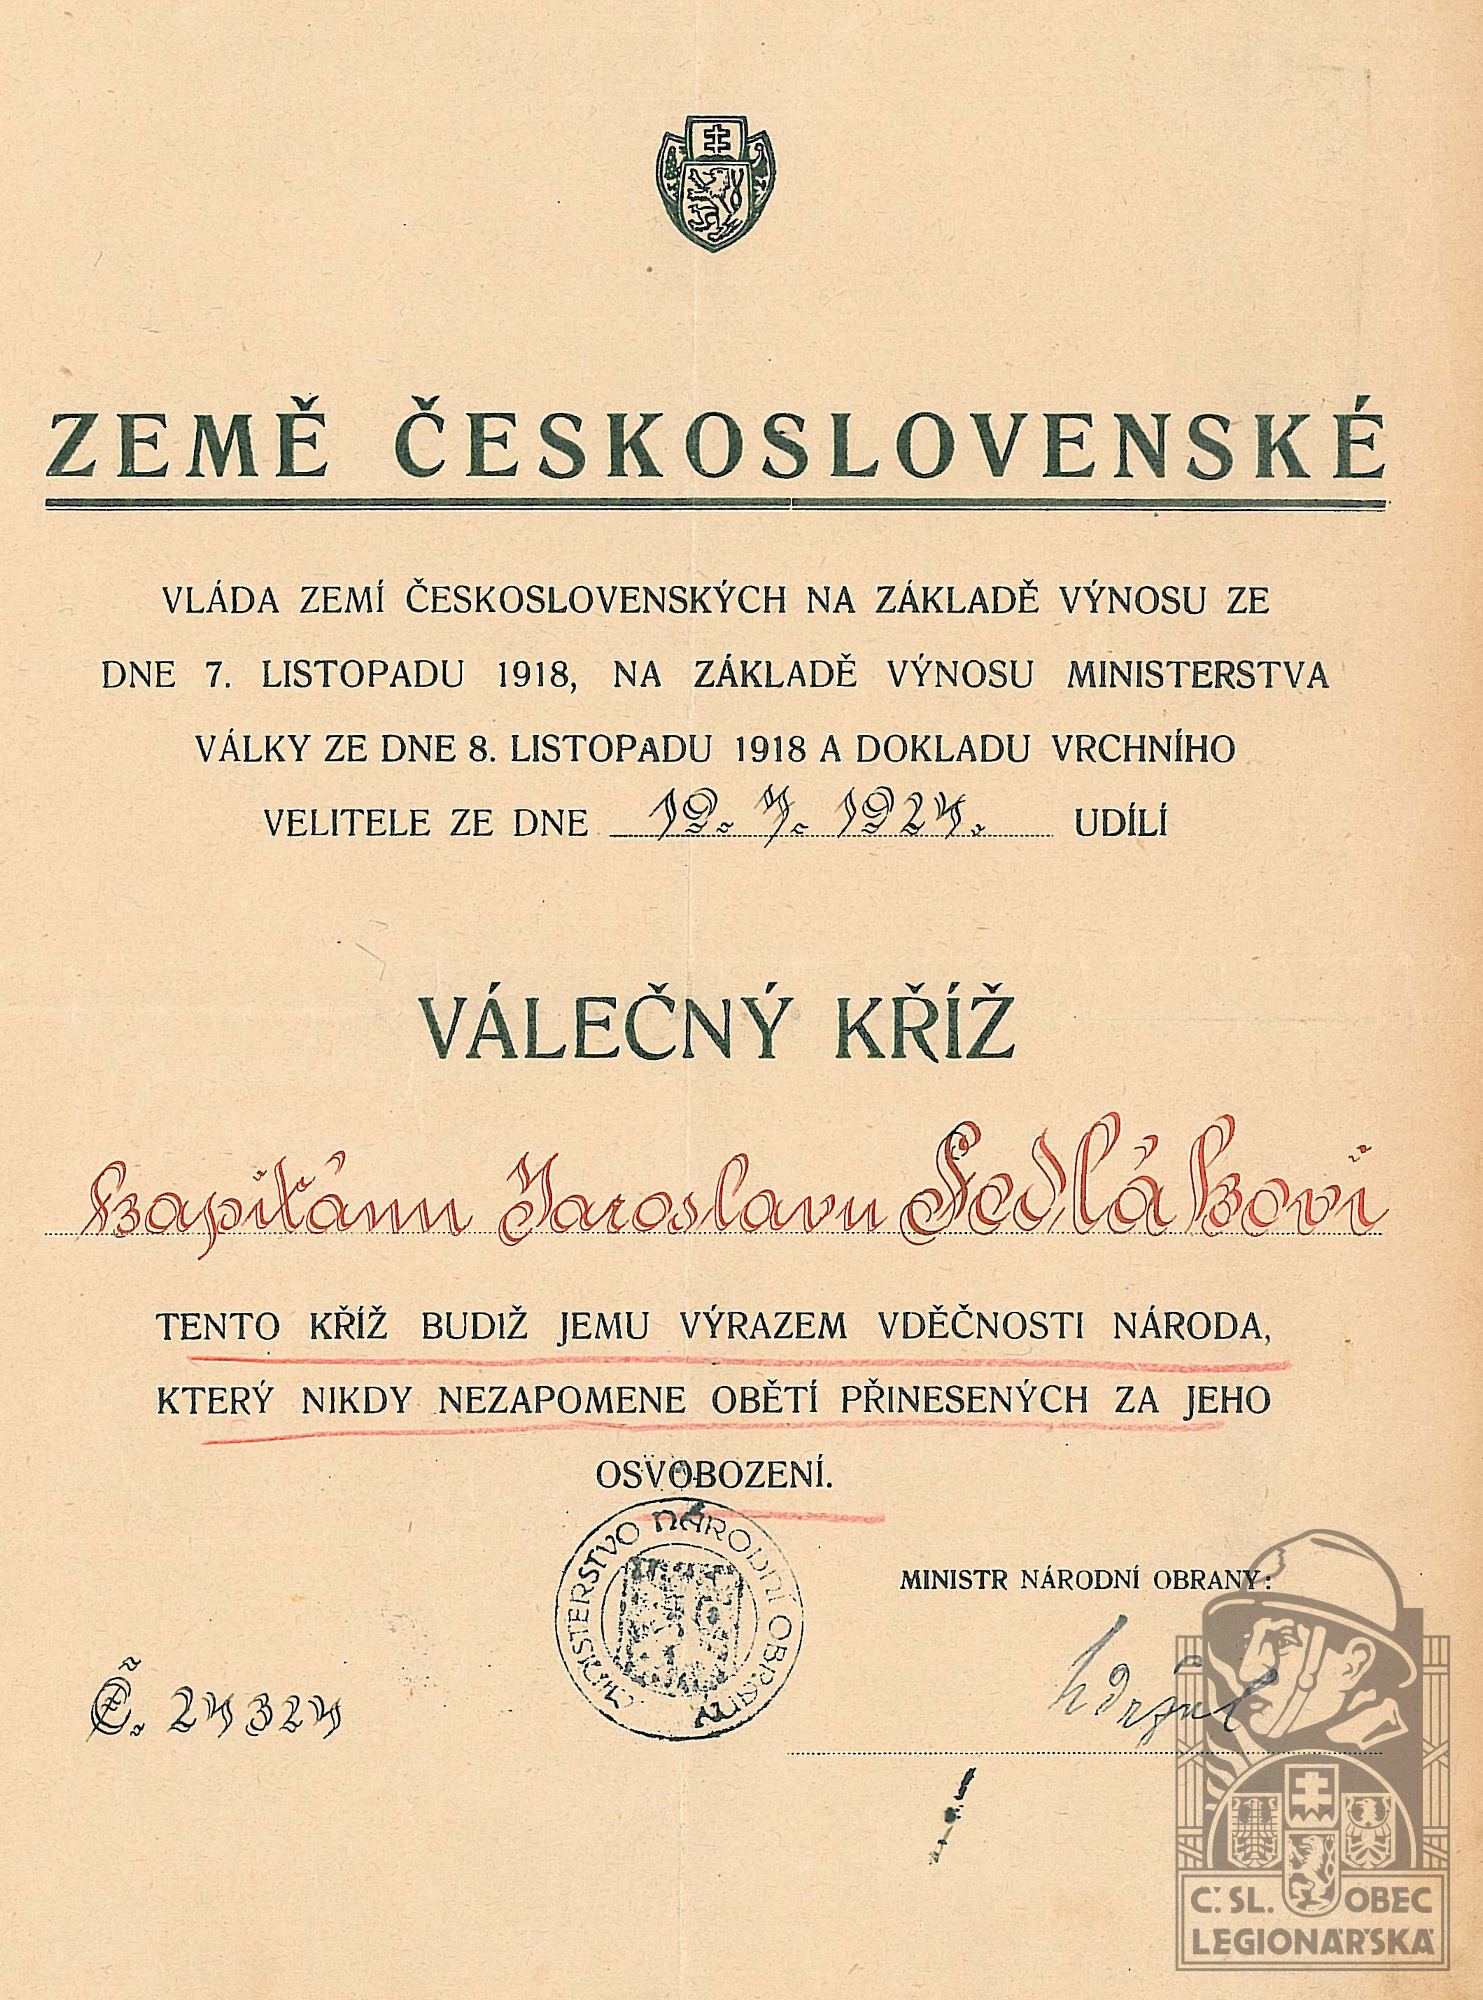 ZEMĚ ČESKOSLOVENSKÉ
VLÁDA ZEMÍ ČESKOSLOVENSKÝCH NA ZÁKLADĚ VÝNOSU ZE
DNE 7. LISTOPADU 1918, NA ZÁKLADĚ VÝNOSU MINISTERSTVA
VÁLKY ZE DNE 8. LISTOPADU 1918 A DOKLADU VRCHNÍHO
VELITELE ZE DNE 19. 7. 1924. UDÍLÍ
VÁLEČNÝ KŘÍŽ
kapitánu Jaroslavu Sedlákovi
TENTO KŘÍŽ BUDIŽ JEMU VÝRAZEM VDĚČNOSTI NÁRODA,
KTERÝ NIKDY NEZAPOMENE OBĚTÍ PŘINESENÝCH ZA JEHO
OSVOBOZENÍ.
MINISTERSTVO NÁRODNÍ OBRANY
MINISTR NÁRODNÍ OBRANY:
Č. 24324
Č. SL. OBEC
LEGIONÁŘSKÁ